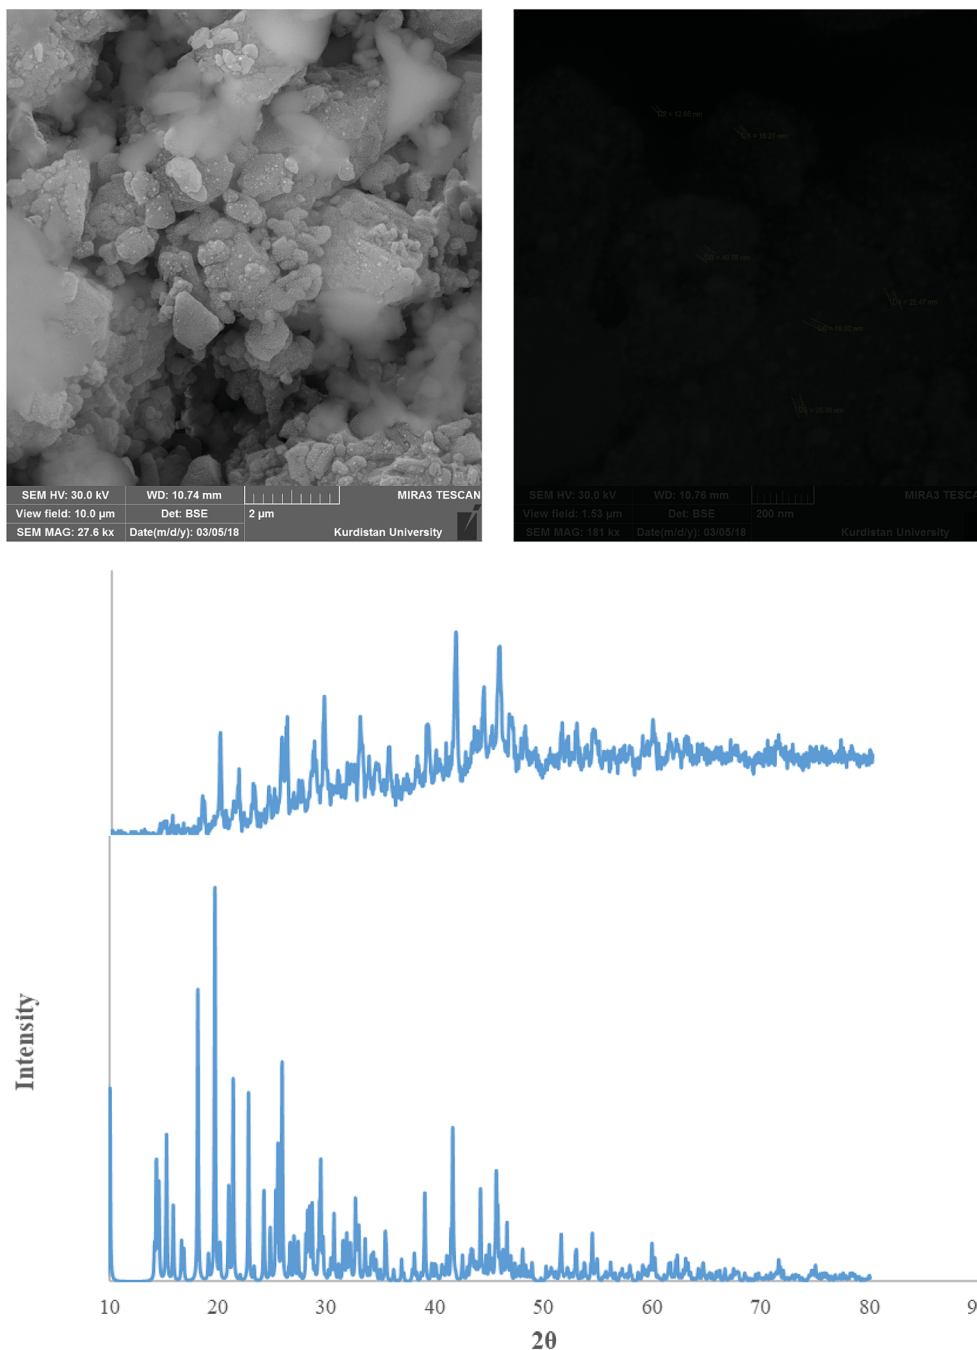 SEM HV: 30.0 kV WD: 10.74 mm MIRA3 TESCAN
View field: 10.0 µm Det: BSE 2 µm
SEM MAG: 27.6 kx Date(m/d/y): 03/05/18 Kurdistan University
SEM HV: 30.0 kV WD: 10.76 mm MIRA3 TESCA
View field: 1.53 µm Det: BSE 200 nm
SEM MAG: 181 kx Date(m/d/y): 03/05/18 Kurdistan University
Intensity
10 20 30 40 50 60 70 80 9
2θ